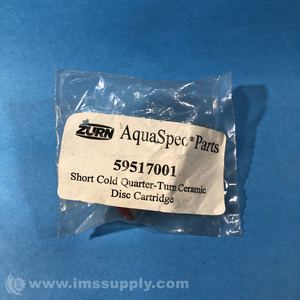 ZURN AquaSpec® Parts
59517001
Short Cold Quarter-Turn Ceramic
Disc Cartridge
© www.imssupply.com